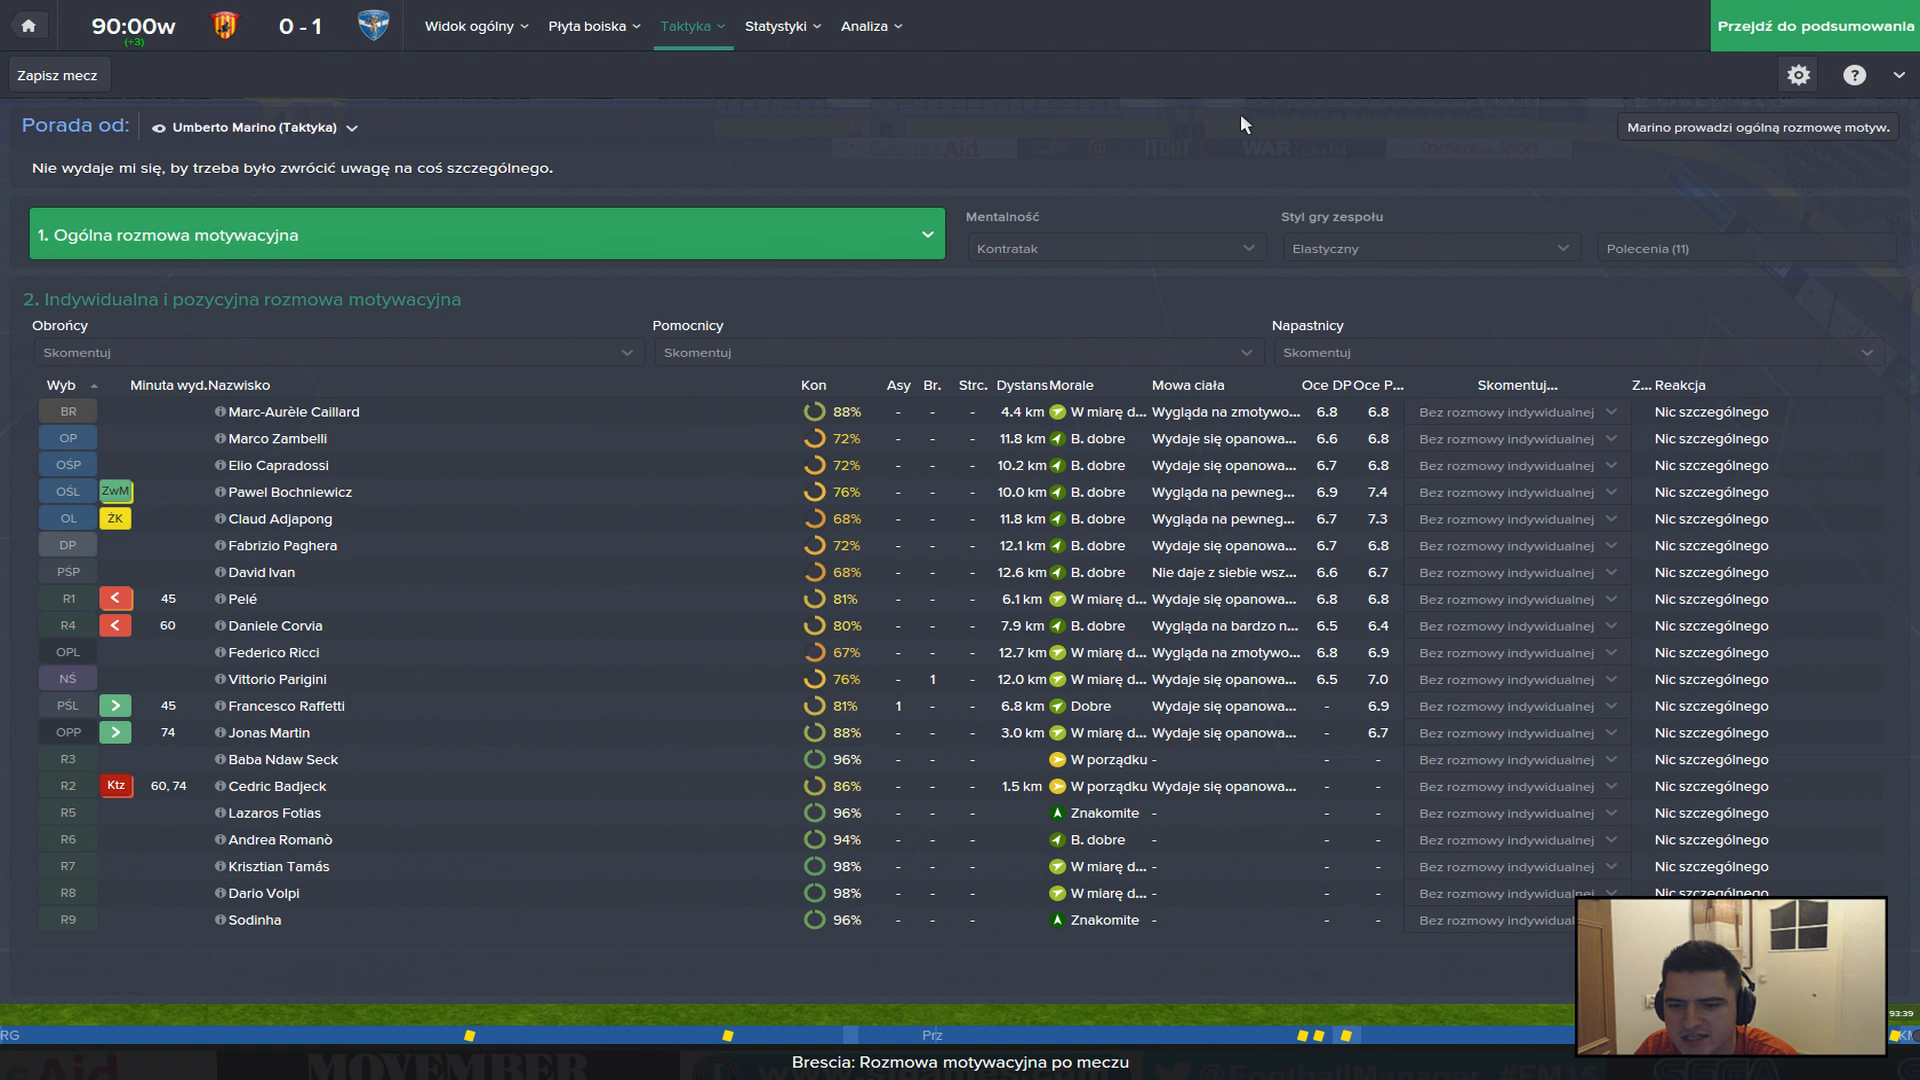 90:00w
(+3)
0 - 1
Widok ogólny
Płyta boiska
Taktyka
Statystyki
Analiza
Przejdź do podsumowania
Zapisz mecz
Porada od:
Umberto Marino (Taktyka)
Marino prowadzi ogólną rozmowę motyw.
Nie wydaje mi się, by trzeba było zwrócić uwagę na coś szczególnego.
1. Ogólna rozmowa motywacyjna
Mentalność
Styl gry zespołu
Kontratak
Elastyczny
Polecenia (11)
2. Indywidualna i pozycyjna rozmowa motywacyjna
Obrońcy
Pomocnicy
Napastnicy
Skomentuj
Skomentuj
Skomentuj
Wyb Minuta wyd. Nazwisko Kon Asy Br. Strc. Dystans Morale Mowa ciała Oce DP Oce P... Skomentuj... Z... Reakcja
BR Marc-Aurèle Caillard 88% - - - 4.4 km W miarę d... Wygląda na zmotywo... 6.8 6.8 Bez rozmowy indywidualnej Nic szczególnego
OP Marco Zambelli 72% - - - 11.8 km B. dobre Wydaje się opanowa... 6.6 6.8 Bez rozmowy indywidualnej Nic szczególnego
OŚP Elio Capradossi 72% - - - 10.2 km B. dobre Wydaje się opanowa... 6.7 6.8 Bez rozmowy indywidualnej Nic szczególnego
OŚL ZwM Pawel Bochniewicz 76% - - - 10.0 km B. dobre Wygląda na pewneg... 6.9 7.4 Bez rozmowy indywidualnej Nic szczególnego
OL ŻK Claud Adjapong 68% - - - 11.8 km B. dobre Wygląda na pewneg... 6.7 7.3 Bez rozmowy indywidualnej Nic szczególnego
DP Fabrizio Paghera 72% - - - 12.1 km B. dobre Wydaje się opanowa... 6.7 6.8 Bez rozmowy indywidualnej Nic szczególnego
PŚP David Ivan 68% - - - 12.6 km B. dobre Nie daje z siebie wsz... 6.6 6.7 Bez rozmowy indywidualnej Nic szczególnego
R1 < 45 Pelé 81% - - - 6.1 km W miarę d... Wydaje się opanowa... 6.8 6.8 Bez rozmowy indywidualnej Nic szczególnego
R4 < 60 Daniele Corvia 80% - - - 7.9 km B. dobre Wygląda na bardzo n... 6.5 6.4 Bez rozmowy indywidualnej Nic szczególnego
OPL Federico Ricci 67% - - - 12.7 km W miarę d... Wygląda na zmotywo... 6.8 6.9 Bez rozmowy indywidualnej Nic szczególnego
NŚ Vittorio Parigini 76% - 1 - 12.0 km W miarę d... Wydaje się opanowa... 6.5 7.0 Bez rozmowy indywidualnej Nic szczególnego
PŚL > 45 Francesco Raffetti 81% 1 - - 6.8 km Dobre Wydaje się opanowa... - 6.9 Bez rozmowy indywidualnej Nic szczególnego
OPP > 74 Jonas Martin 88% - - - 3.0 km W miarę d... Wydaje się opanowa... - 6.7 Bez rozmowy indywidualnej Nic szczególnego
R3 Baba Ndaw Seck 96% - - - W porządku - - - Bez rozmowy indywidualnej Nic szczególnego
R2 Ktz 60, 74 Cedric Badjeck 86% - - - 1.5 km W porządku Wydaje się opanowa... - - Bez rozmowy indywidualnej Nic szczególnego
R5 Lazaros Fotias 96% - - - Znakomite - - - Bez rozmowy indywidualnej Nic szczególnego
R6 Andrea Romanò 94% - - - B. dobre - - - Bez rozmowy indywidualnej Nic szczególnego
R7 Krisztian Tamás 98% - - - W miarę d... - - - Bez rozmowy indywidualnej Nic szczególnego
R8 Dario Volpi 98% - - - W miarę d... - - - Bez rozmowy indywidualnej Nic szczególnego
R9 Sodinha 96% - - - Znakomite - - - Bez rozmowy indywidual
93:39
RG
Prz
Brescia: Rozmowa motywacyjna po meczu
MOVEMBER